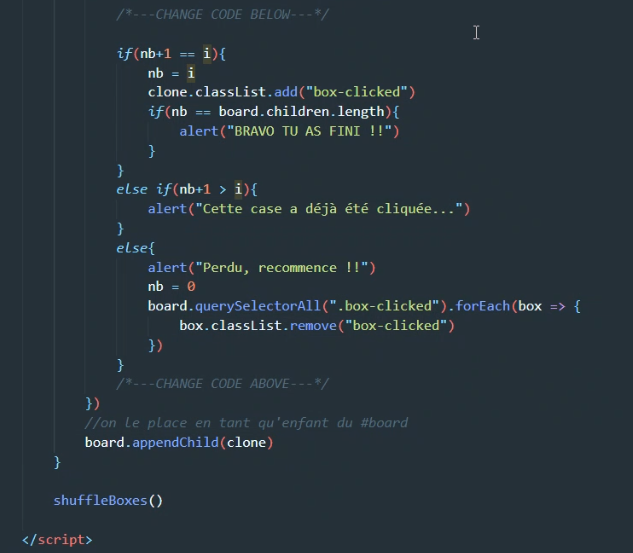 /*---CHANGE CODE BELOW---*/
if(nb+1 == i){
nb = i
clone.classList.add("box-clicked")
if(nb == board.children.length){
alert("BRAVO TU AS FINI !!")
}
}
else if(nb+1 > i){
alert("Cette case a déjà été cliquée...")
}
else{
alert("Perdu, recommence !!")
nb = 0
board.querySelectorAll(".box-clicked").forEach(box => {
box.classList.remove("box-clicked")
})
}
/*---CHANGE CODE ABOVE---*/
})
//on le place en tant qu'enfant du #board
board.appendChild(clone)
}
shuffleBoxes()
</script>